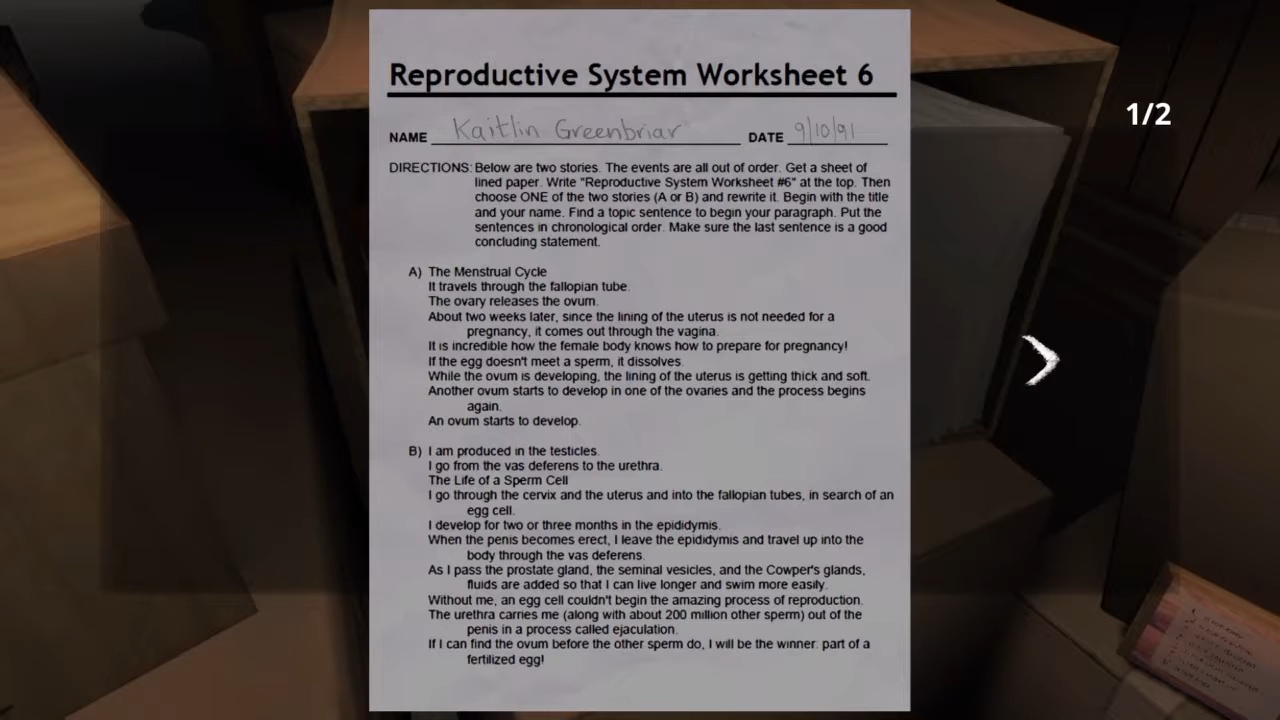 Reproductive System Worksheet 6
1/2
NAME Kaitlin Greenbriar DATE 9/10/91
DIRECTIONS: Below are two stories. The events are all out of order. Get a sheet of
lined paper. Write "Reproductive System Worksheet #6" at the top. Then
choose ONE of the two stories (A or B) and rewrite it. Begin with the title
and your name. Find a topic sentence to begin your paragraph. Put the
sentences in chronological order. Make sure the last sentence is a good
concluding statement.
A) The Menstrual Cycle
It travels through the fallopian tube.
The ovary releases the ovum.
About two weeks later, since the lining of the uterus is not needed for a
pregnancy, it comes out through the vagina.
It is incredible how the female body knows how to prepare for pregnancy!
If the egg doesn't meet a sperm, it dissolves.
While the ovum is developing, the lining of the uterus is getting thick and soft.
Another ovum starts to develop in one of the ovaries and the process begins
again.
An ovum starts to develop.
B) I am produced in the testicles.
I go from the vas deferens to the urethra.
The Life of a Sperm Cell
I go through the cervix and the uterus and into the fallopian tubes, in search of an
egg cell.
I develop for two or three months in the epididymis.
When the penis becomes erect, I leave the epididymis and travel up into the
body through the vas deferens.
As I pass the prostate gland, the seminal vesicles, and the Cowper's glands,
fluids are added so that I can live longer and swim more easily.
Without me, an egg cell couldn't begin the amazing process of reproduction.
The urethra carries me (along with about 200 million other sperm) out of the
penis in a process called ejaculation.
If I can find the ovum before the other sperm do, I will be the winner: part of a
fertilized egg!